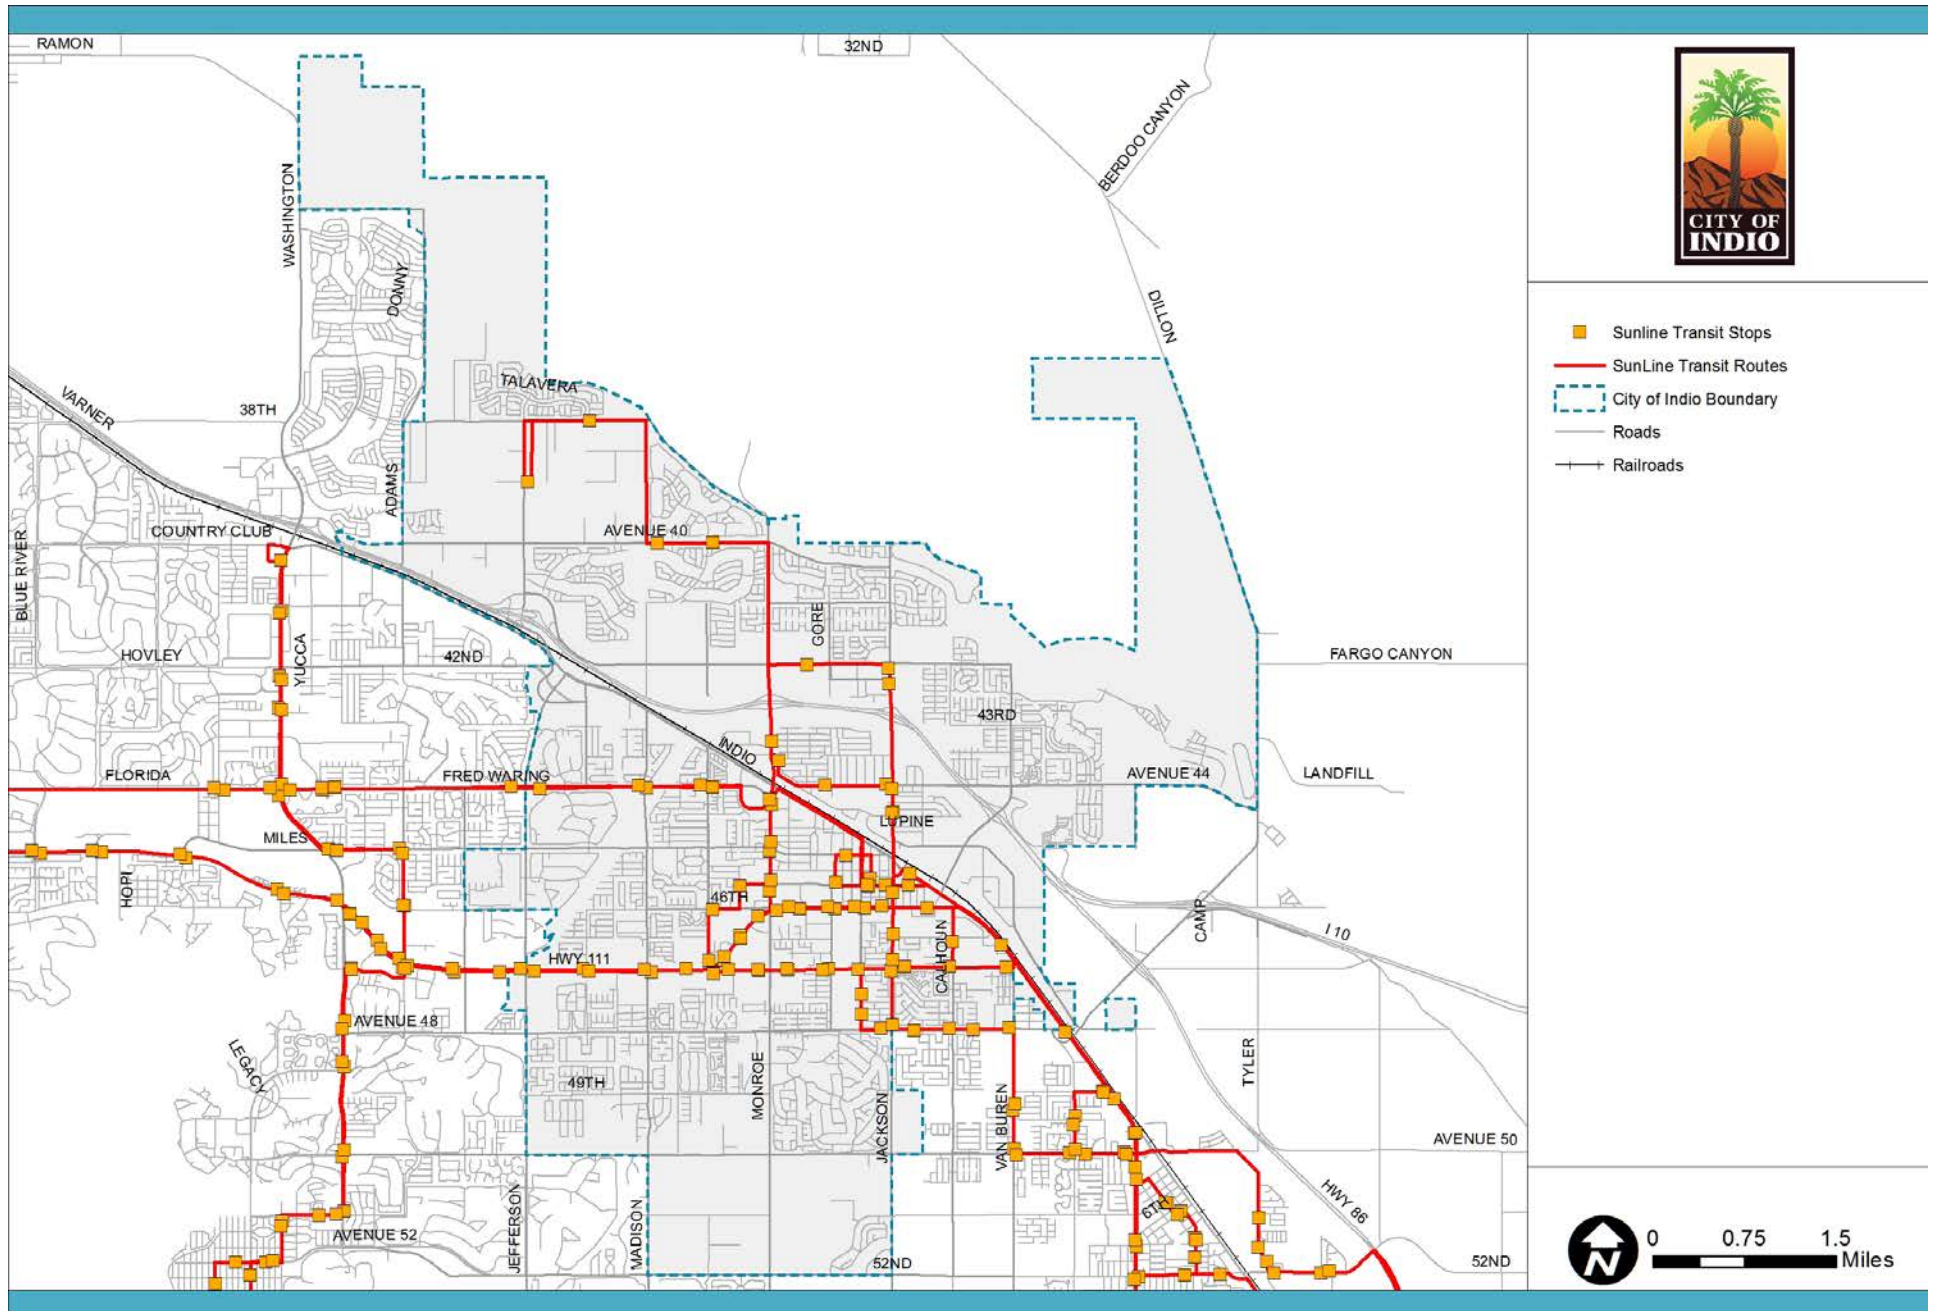 RAMON
32ND
BERDOO CANYON
WASHINGTON
DONNY
DILLON
TALAVERA
VARNER
38TH
ADAMS
COUNTRY CLUB
AVENUE 40
BLUE RIVER
GORE
HOVLEY
YUCCA
42ND
FARGO CANYON
43RD
INDIO
FLORIDA
FRED WARING
AVENUE 44
LANDFILL
LUPINE
MILES
HOPI
46TH
CAMP
I 10
CALHOUN
HWY 111
AVENUE 48
LEGACY
49TH
MONROE
JACKSON
VAN BUREN
TYLER
AVENUE 50
JEFFERSON
MADISON
6TH
HWY 86
AVENUE 52
52ND
52ND
CITY OF
INDIO
Sunline Transit Stops
SunLine Transit Routes
City of Indio Boundary
Roads
Railroads
N
0 0.75 1.5
Miles